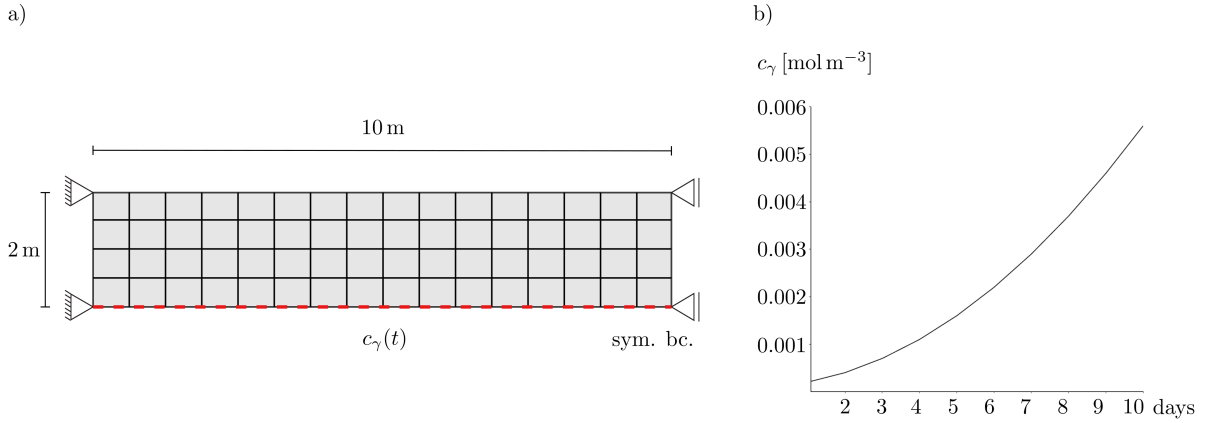 a)
10 m
2 m
c_γ(t)
sym. bc.
b)
c_γ [mol m⁻³]
0.006
0.005
0.004
0.003
0.002
0.001
2 3 4 5 6 7 8 9 10 days